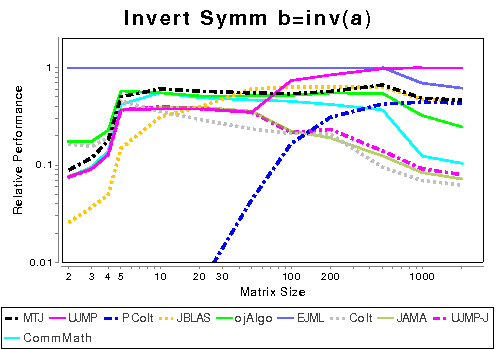 Invert Symm b=inv(a)
Relative Performance
1
0.1
0.01
2 3 4 5 10 20 30 100 200 1000
Matrix Size
MTJ UJMP P Colt JBLAS ojAlgo EJML Colt JAMA UJMP-J
CommMath